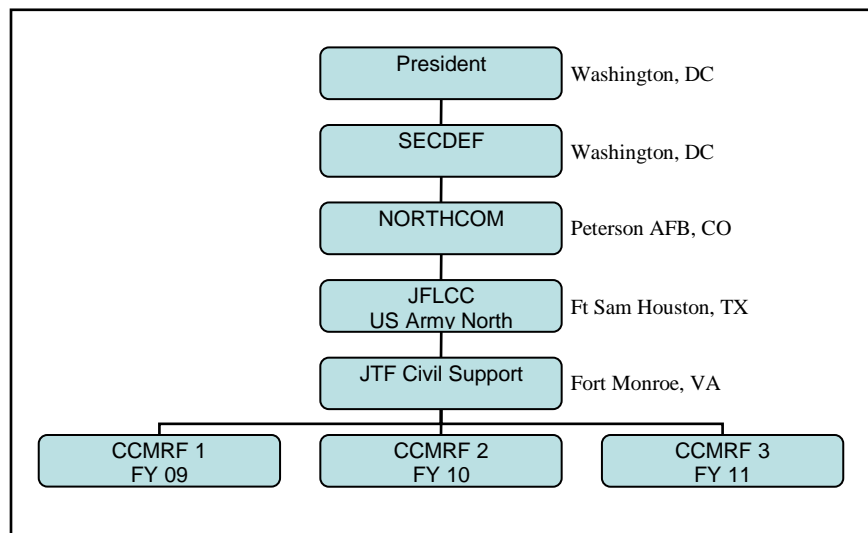 President
Washington, DC
SECDEF
Washington, DC
NORTHCOM
Peterson AFB, CO
JFLCC
US Army North
Ft Sam Houston, TX
JTF Civil Support
Fort Monroe, VA
CCMRF 1
FY 09
CCMRF 2
FY 10
CCMRF 3
FY 11